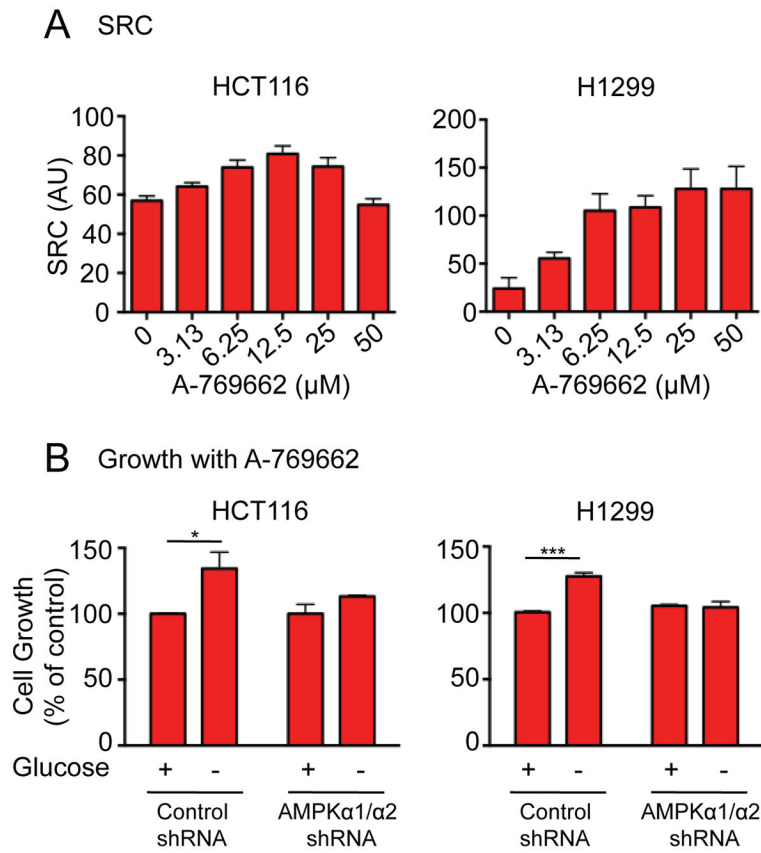 A SRC
HCT116
H1299
SRC (AU)
100
80
60
40
20
0
0
3.13
6.25
12.5
25
50
A-769662 (µM)
200
150
100
50
0
0
3.13
6.25
12.5
25
50
A-769662 (µM)
B Growth with A-769662
HCT116
H1299
Cell Growth
(% of control)
150
100
50
0
*
150
100
50
0
***
Glucose + - + - + - + -
Control
shRNA
AMPKα1/α2
shRNA
Control
shRNA
AMPKα1/α2
shRNA